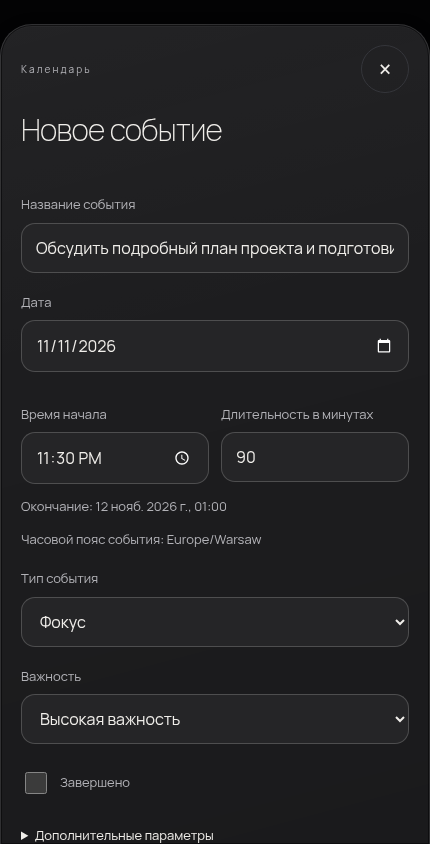 Календарь
Новое событие
Название события
Обсудить подробный план проекта и
Дата
11/11/2026
Время начала
Длительность в минутах
11:30 PM
90
Окончание: 12 нояб. 2026 г., 01:00
Часовой пояс события: Europe/Warsaw
Тип события
Фокус
Важность
Высокая важность
Завершено
Дополнительные параметры